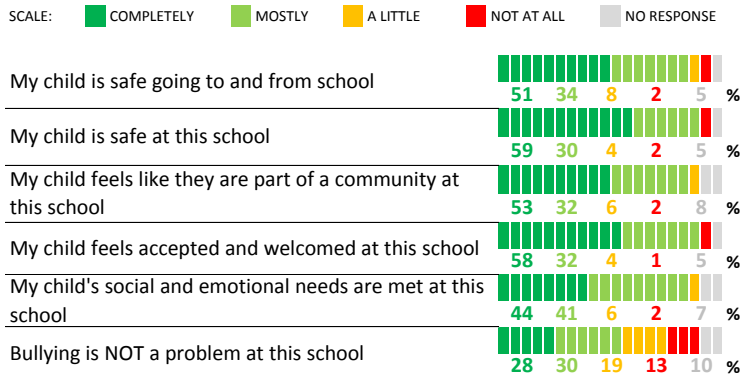 SCALE: COMPLETELY MOSTLY A LITTLE NOT AT ALL NO RESPONSE
My child is safe going to and from school
51 34 8 2 5 %
My child is safe at this school
59 30 4 2 5 %
My child feels like they are part of a community at
this school
53 32 6 2 8 %
My child feels accepted and welcomed at this school
58 32 4 1 5 %
My child's social and emotional needs are met at this
school
44 41 6 2 7 %
Bullying is NOT a problem at this school
28 30 19 13 10 %